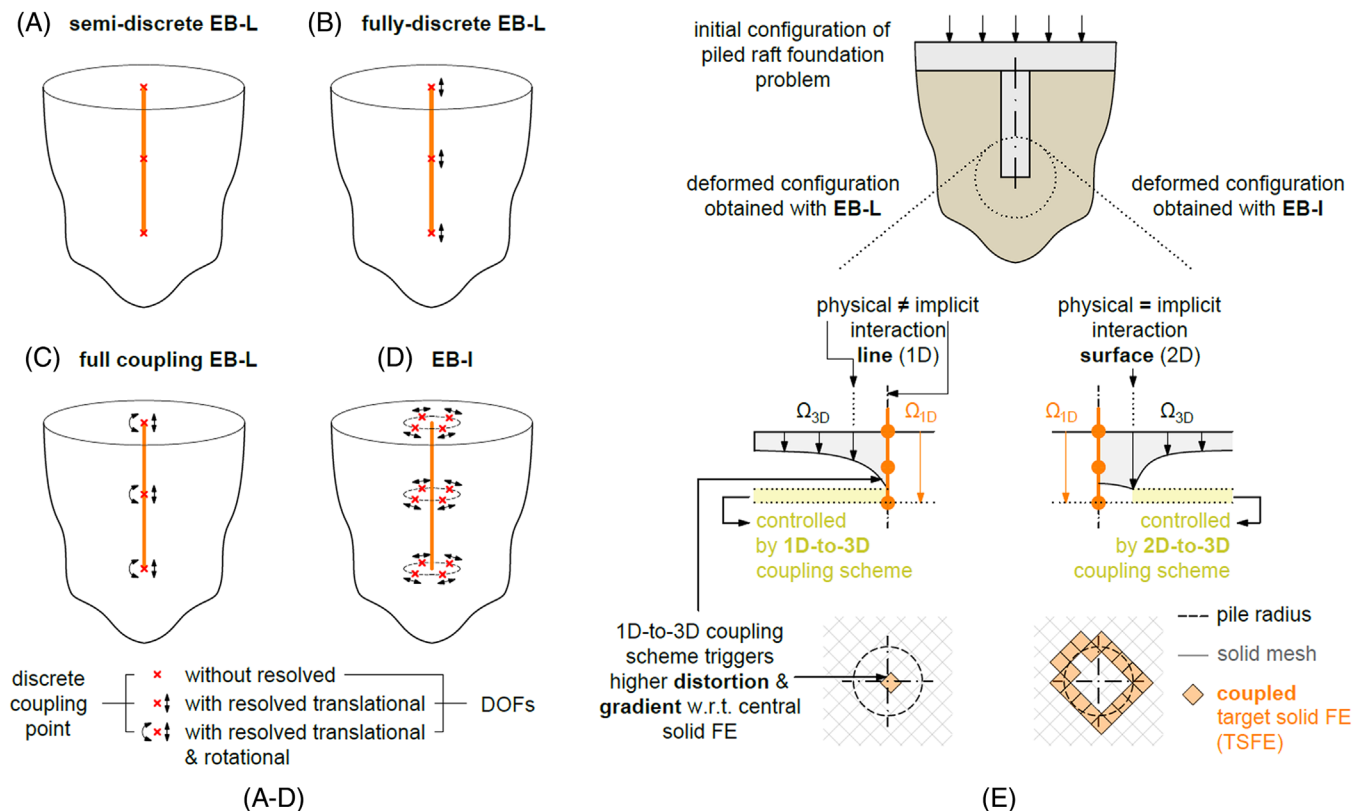 (A) semi-discrete EB-L
(B) fully-discrete EB-L
(C) full coupling EB-L
(D) EB-I
discrete
coupling
point
without resolved
with resolved translational
with resolved translational
& rotational
DOFs
(A-D)
initial configuration of
piled raft foundation
problem
deformed configuration
obtained with EB-L
deformed configuration
obtained with EB-I
physical ≠ implicit
interaction
line (1D)
physical = implicit
interaction
surface (2D)
Ω3D
Ω1D
Ω1D
Ω3D
controlled
by 1D-to-3D
coupling scheme
controlled
by 2D-to-3D
coupling scheme
1D-to-3D coupling
scheme triggers
higher distortion &
gradient w.r.t. central
solid FE
pile radius
solid mesh
coupled
target solid FE
(TSFE)
(E)